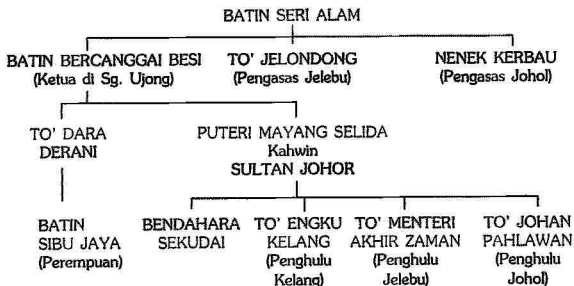 BATIN SERI ALAM
BATIN BERCANGGAI BESI
(Ketua di Sg. Ujong)
TO' JELONDONG
(Pengasas Jelebu)
NENEK KERBAU
(Pengasas Johol)
TO' DARA
DERANI
PUTERI MAYANG SELIDA
Kahwin
SULTAN JOHOR
BATIN
SIBU JAYA
(Perempuan)
BENDAHARA
SEKUDAI
TO' ENGKU
KELANG
(Penghulu
Kelang)
TO' MENTERI
AKHIR ZAMAN
(Penghulu
Jelebu)
TO' JOHAN
PAHLAWAN
(Penghulu
Johol)